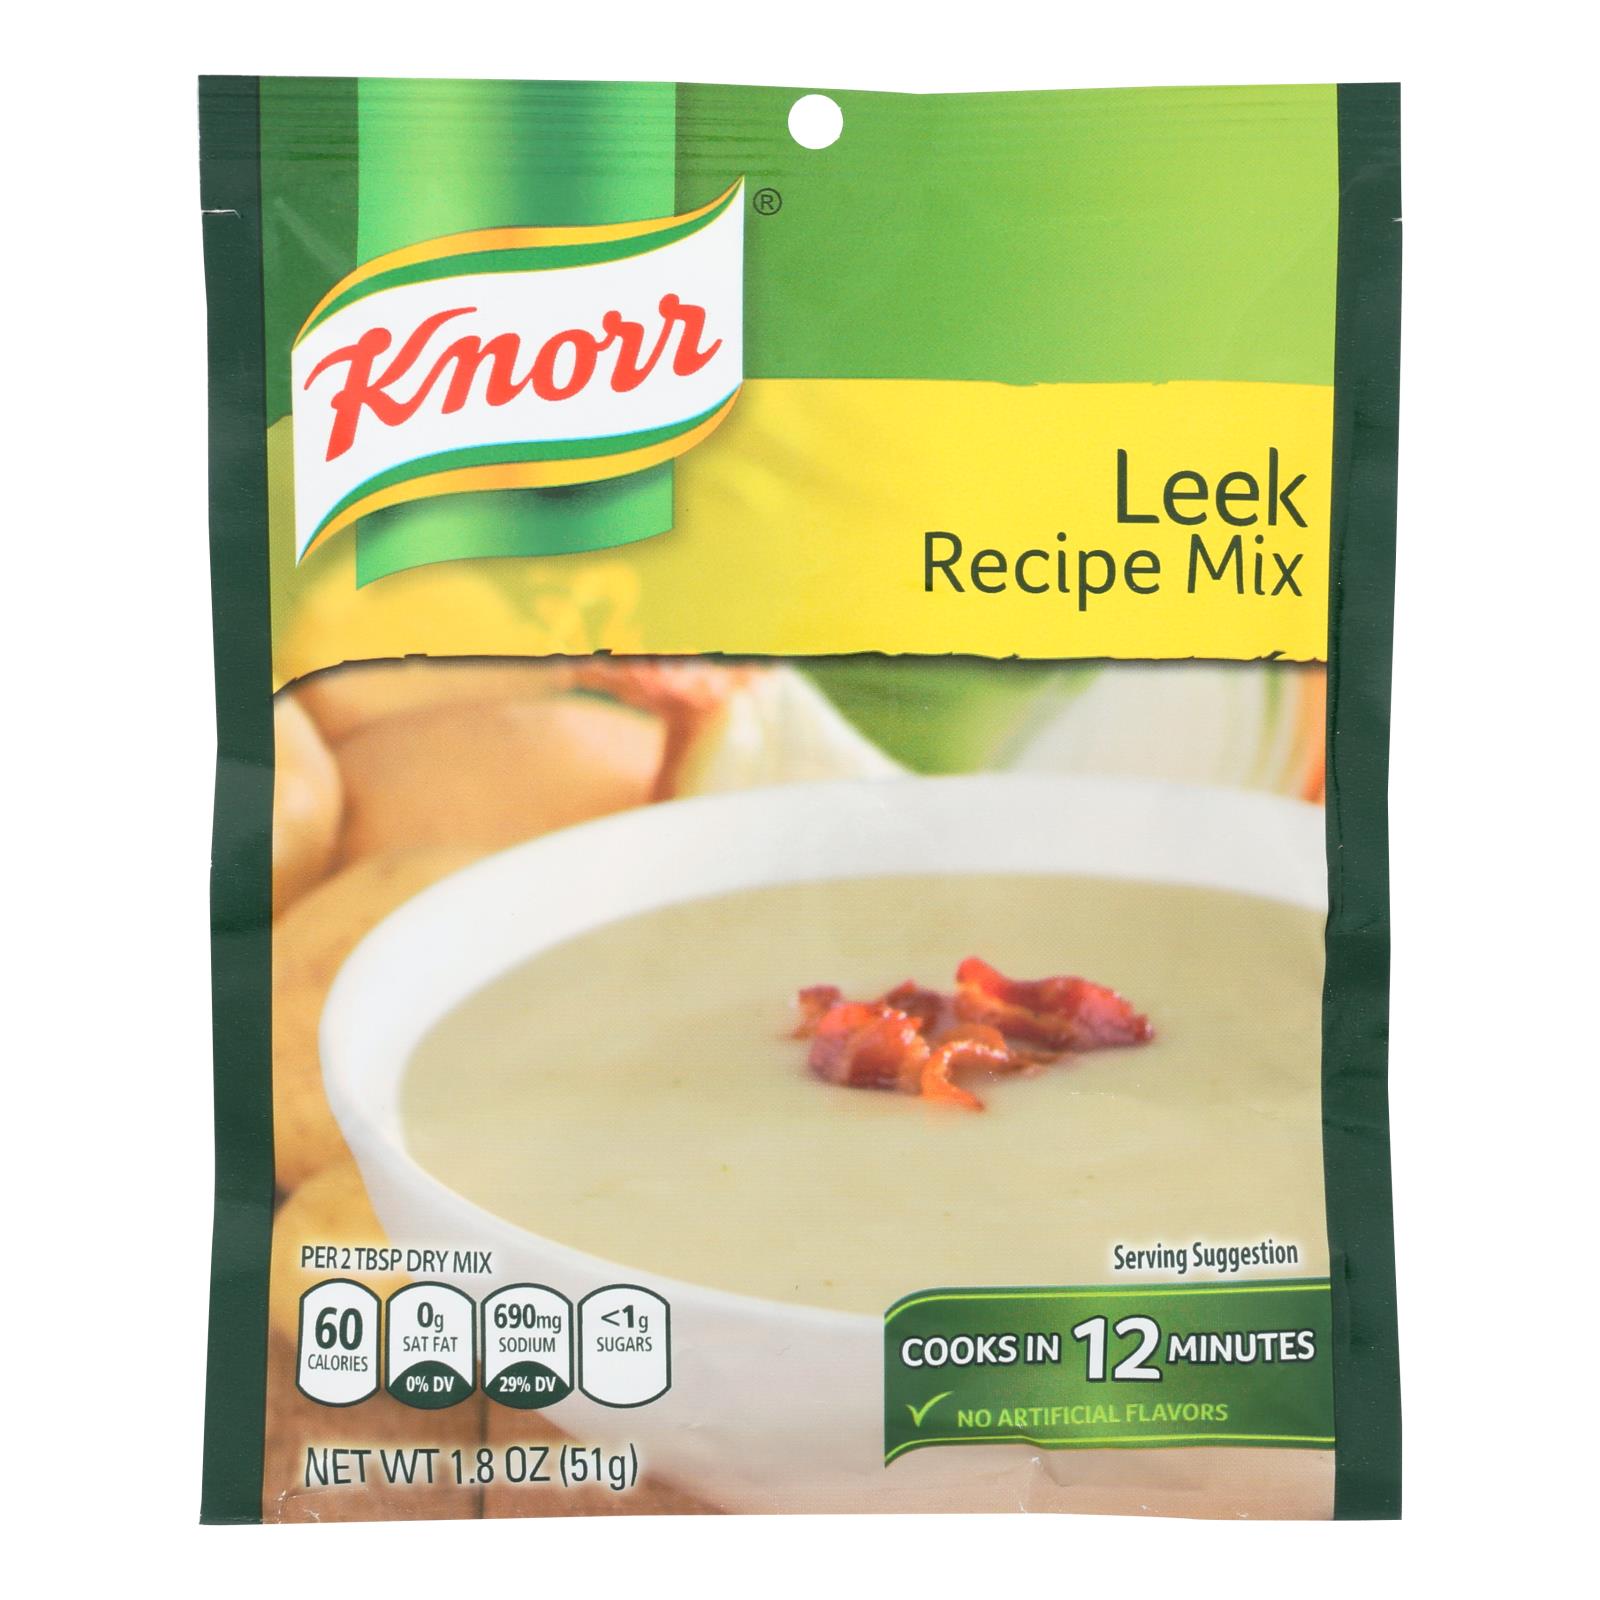 Knorr®
Leek
Recipe Mix
PER 2 TBSP DRY MIX
60
CALORIES
0g
SAT FAT
0% DV
690mg
SODIUM
29% DV
<1g
SUGARS
NET WT 1.8 OZ (51g)
Serving Suggestion
COOKS IN 12 MINUTES
✓ NO ARTIFICIAL FLAVORS